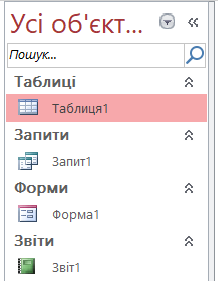 Усі об'єкт...
Пошук...
Таблиці
Таблиця1
Запити
Запит1
Форми
Форма1
Звіти
Звіт1